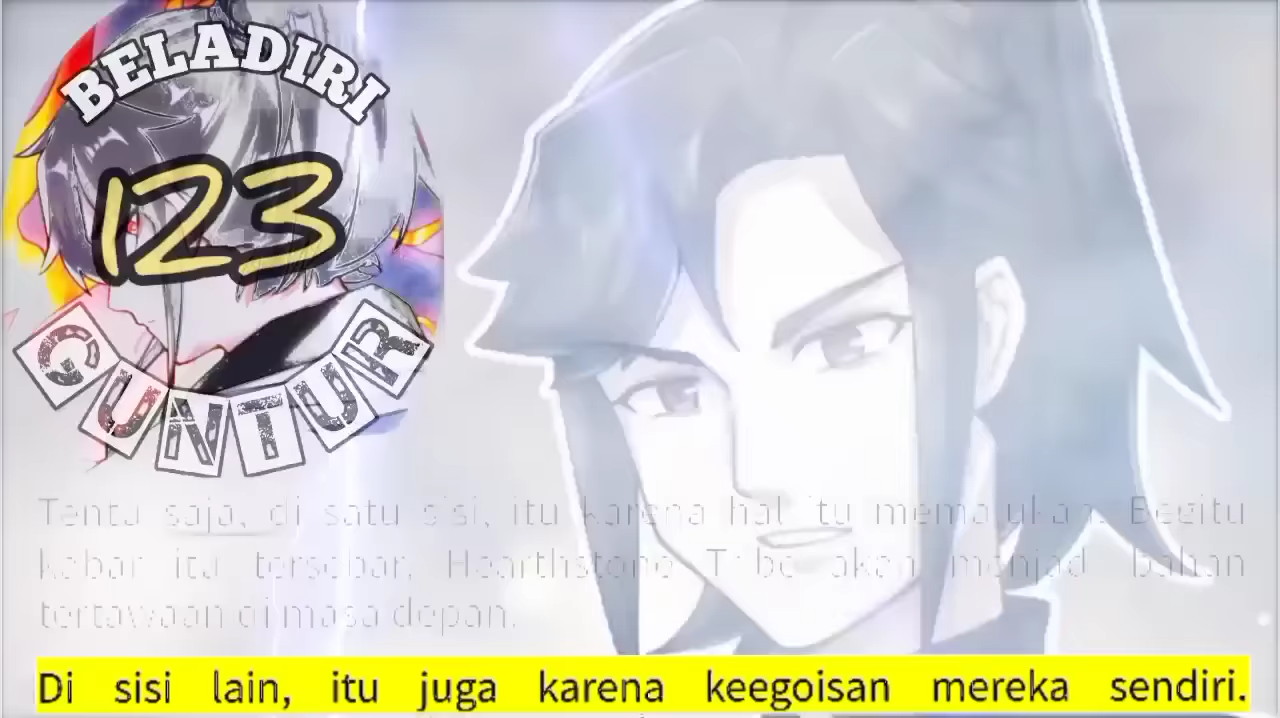 BELADIRI
123
GUNTUR
Tentu saja, di satu sisi, itu karena hal itu memalukan. Begitu
kabar itu tersebar, Hearthstone Tribe akan menjadi bahan
tertawaan di masa depan.
Di sisi lain, itu juga karena keegoisan mereka sendiri.